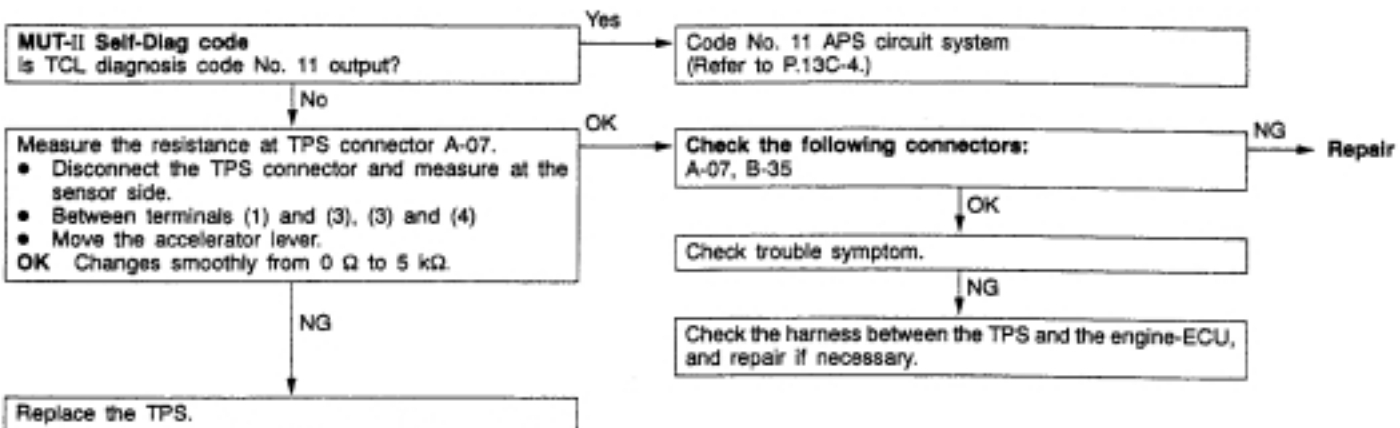 MUT-II Self-Diag code
Is TCL diagnosis code No. 11 output?
Yes
Code No. 11 APS circuit system
(Refer to P.13C-4.)
No
Measure the resistance at TPS connector A-07.
● Disconnect the TPS connector and measure at the
sensor side.
● Between terminals (1) and (3), (3) and (4)
● Move the accelerator lever.
OK Changes smoothly from 0 Ω to 5 kΩ.
OK
Check the following connectors:
A-07, B-35
NG
Repair
OK
Check trouble symptom.
NG
Check the harness between the TPS and the engine-ECU,
and repair if necessary.
NG
Replace the TPS.